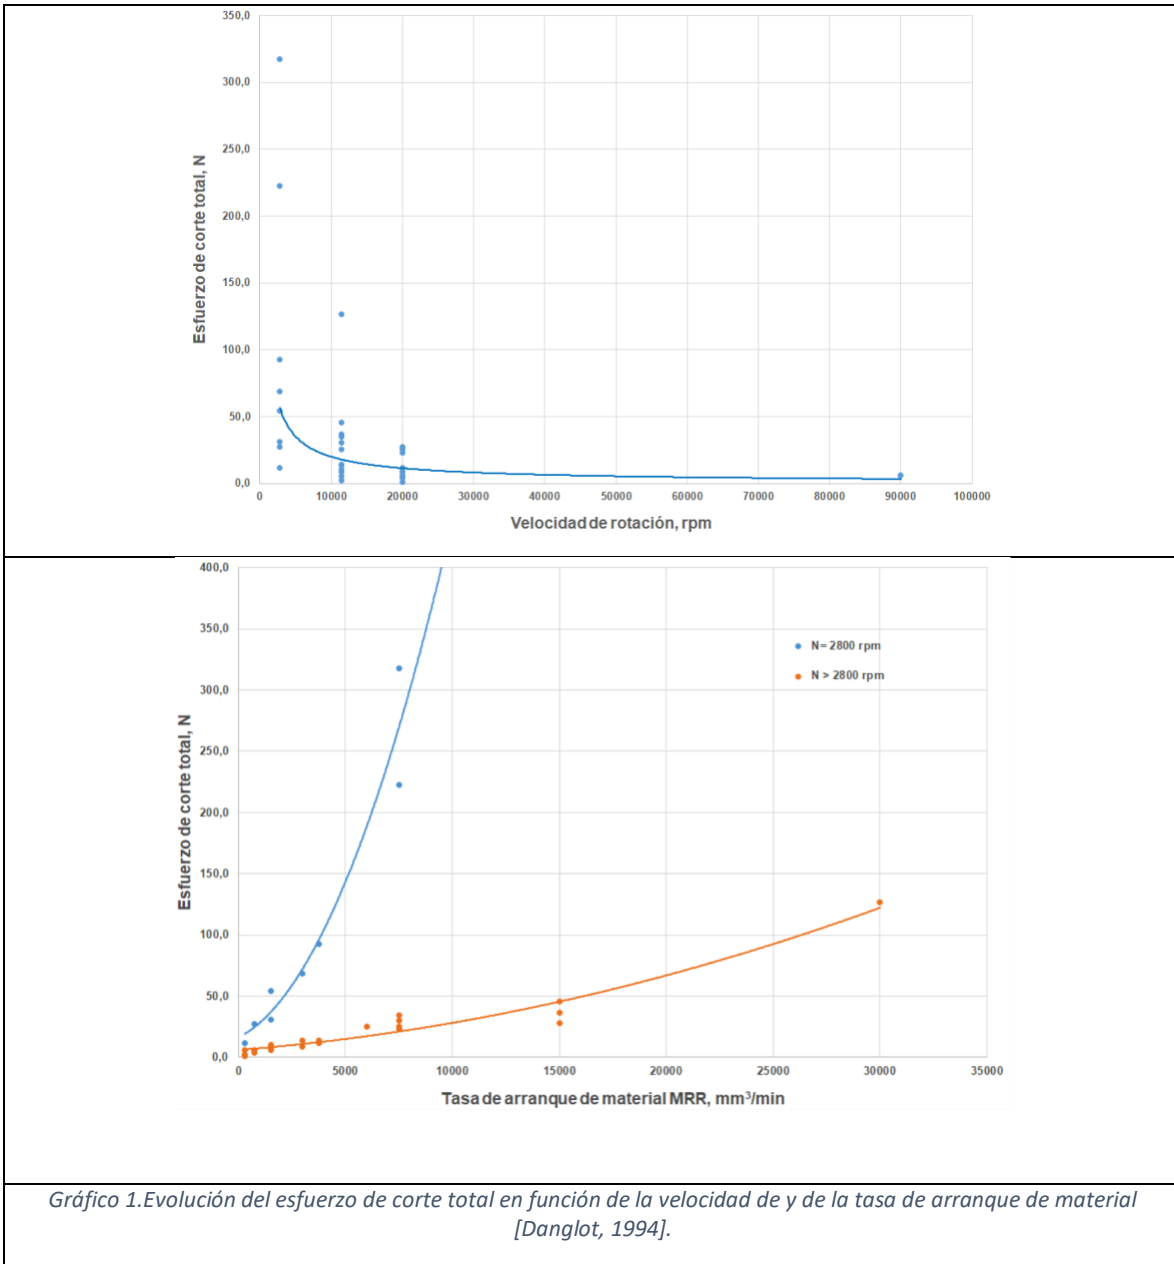 350,0
300,0
250,0
200,0
150,0
100,0
50,0
0,0
Esfuerzo de corte total, N
0 10000 20000 30000 40000 50000 60000 70000 80000 90000 100000
Velocidad de rotación, rpm
400,0
350,0
300,0
250,0
200,0
150,0
100,0
50,0
0,0
Esfuerzo de corte total, N
N= 2800 rpm
N > 2800 rpm
0 5000 10000 15000 20000 25000 30000 35000
Tasa de arranque de material MRR, mm³/min
Gráfico 1.Evolución del esfuerzo de corte total en función de la velocidad de y de la tasa de arranque de material
[Danglot, 1994].